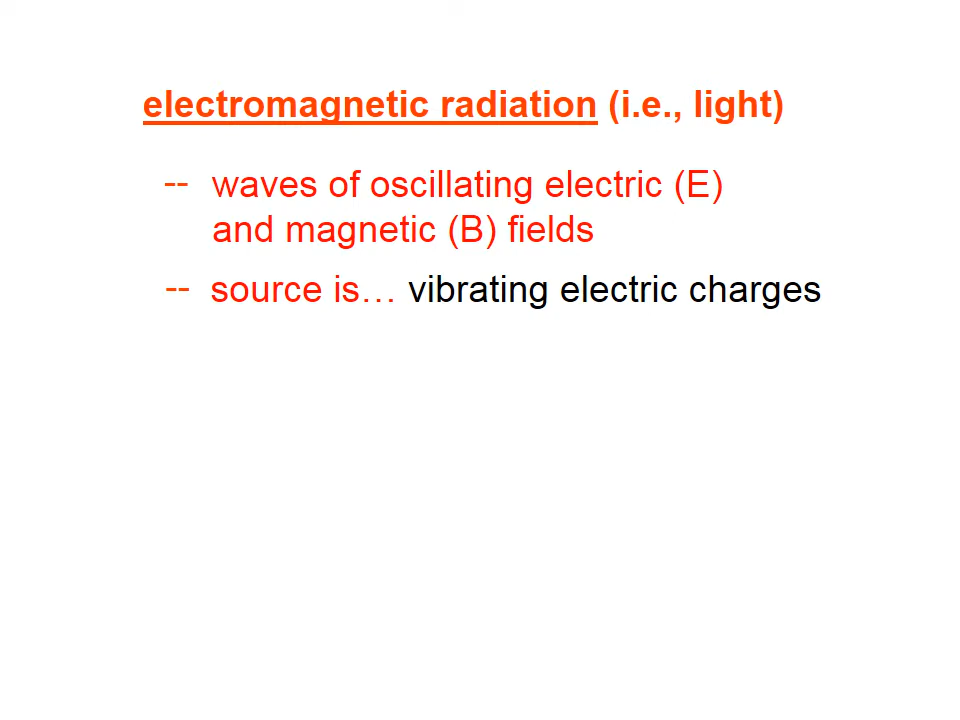 electromagnetic radiation (i.e., light)
-- waves of oscillating electric (E)
and magnetic (B) fields
-- source is… vibrating electric charges